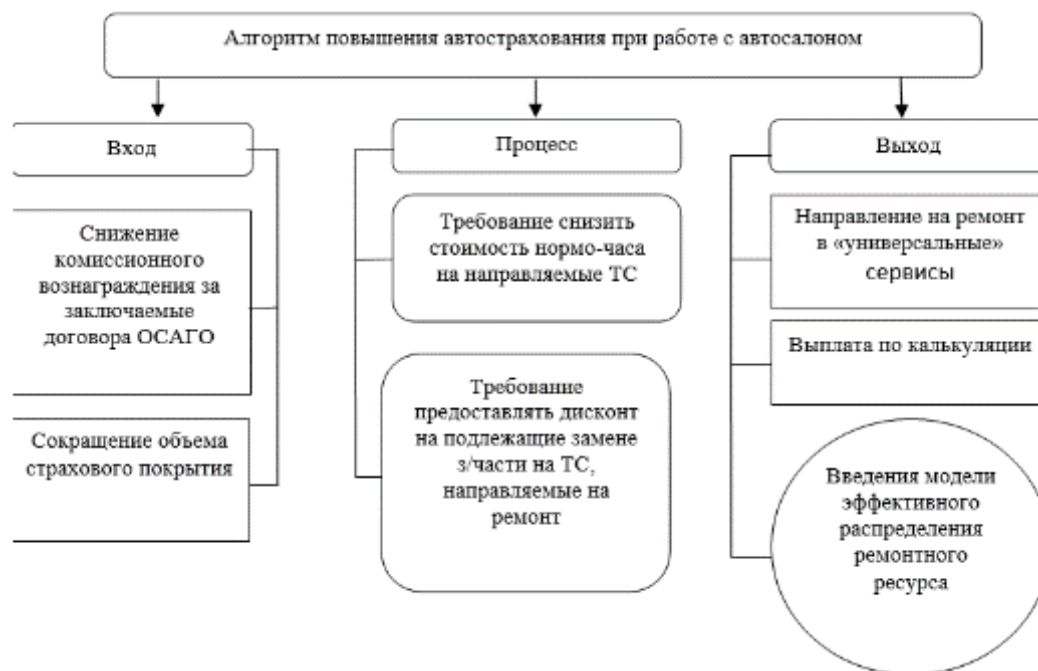 Алгоритм повышения автострахования при работе с автосалоном
Вход
Снижение
комиссионного
вознаграждения за
заключаемые
договора ОСАГО
Сокращение объема
страхового покрытия
Процесс
Требование снизить
стоимость нормо-часа
на направляемые ТС
Требование
предоставлять дисконт
на подлежащие замене
з/части на ТС,
направляемые на
ремонт
Выход
Направление на ремонт
в «универсальные»
сервисы
Выплата по калькуляции
Введения модели
эффективного
распределения
ремонтного
ресурса